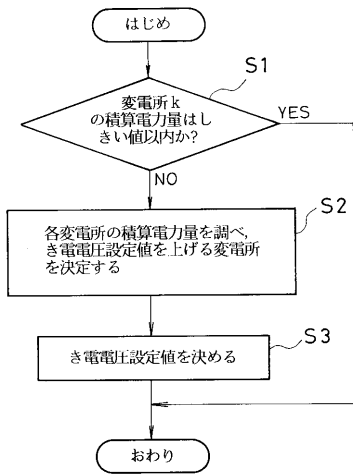 はじめ
S1
変電所k
の積算電力量はし
きい値以内か?
YES
NO
S2
各変電所の積算電力量を調べ,
き電電圧設定値を上げる変電所
を決定する
S3
き電電圧設定値を決める
おわり